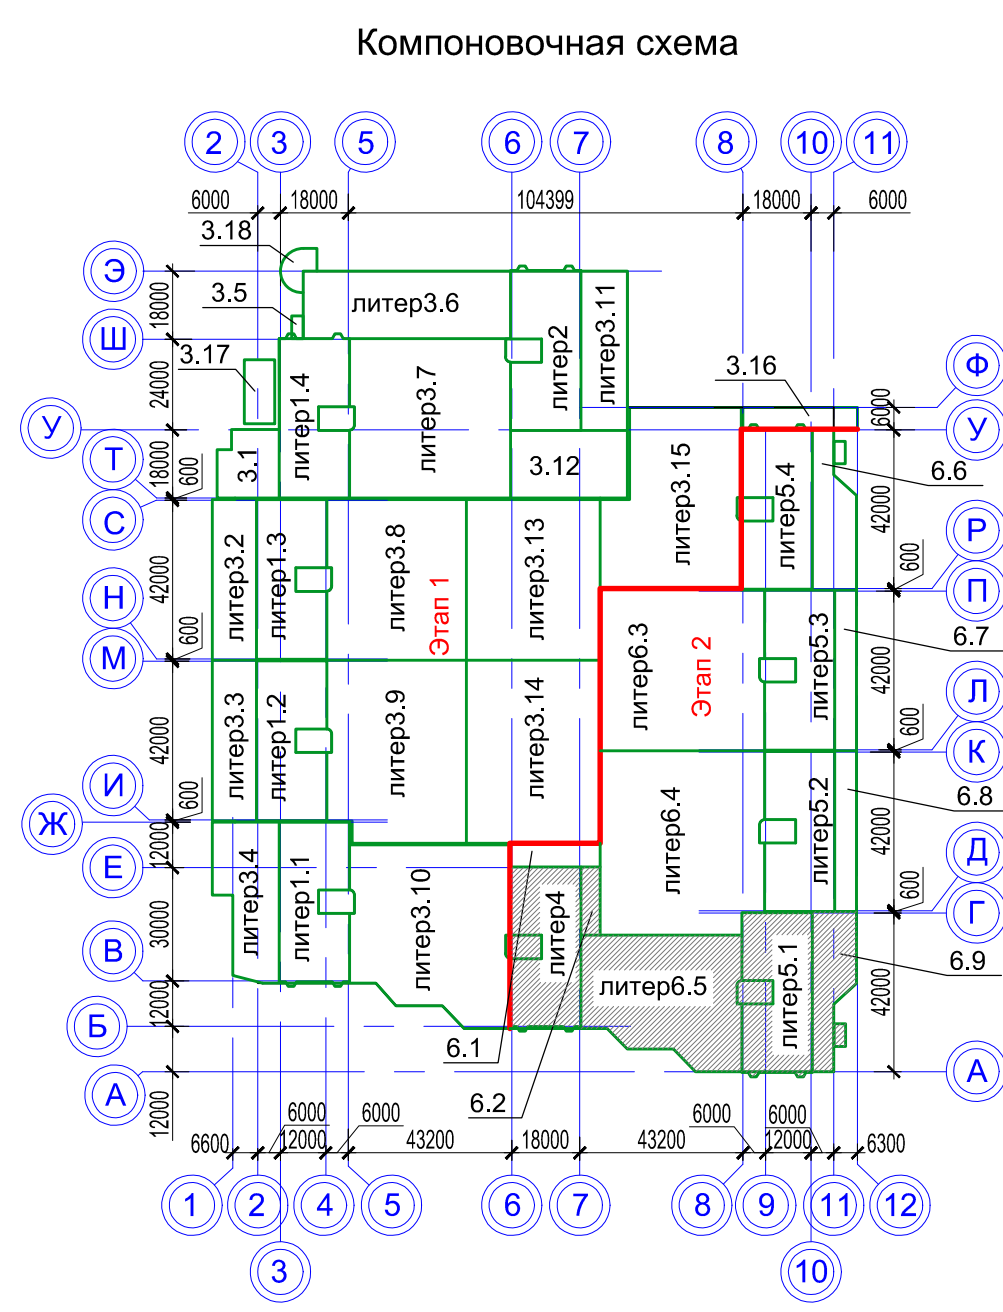 Компоновочная схема
2 3 5 6 7 8 10 11
6000 18000 104399 18000 6000
3.18
Э
литер3.6
3.5
18000
литер2
литер3.11
Ш
3.17
3.16
Ф
24000
литер1.4
литер3.7
6000
У
У
Т
18000
600
3.1
3.12
литер3.15
литер5.4
6.6
С
42000
Р
литер3.2
литер1.3
литер3.8
литер3.13
600
П
42000
Этап 1
Н
600
М
литер6.3
Этап 2
литер5.3
6.7
42000
Л
литер3.3
литер1.2
литер3.9
литер3.14
600
К
42000
И
600
Ж
литер6.4
литер5.2
6.8
42000
12000
Д
Е
литер3.4
литер1.1
литер3.10
литер4
600
Г
30000
В
литер6.5
литер5.1
6.9
42000
12000
Б
6.1
А
А
12000
6.2
6000 6000 6000 6000
6600 12000 43200 18000 43200 12000 6300
1 2 4 5 6 7 8 9 11 12
3 10